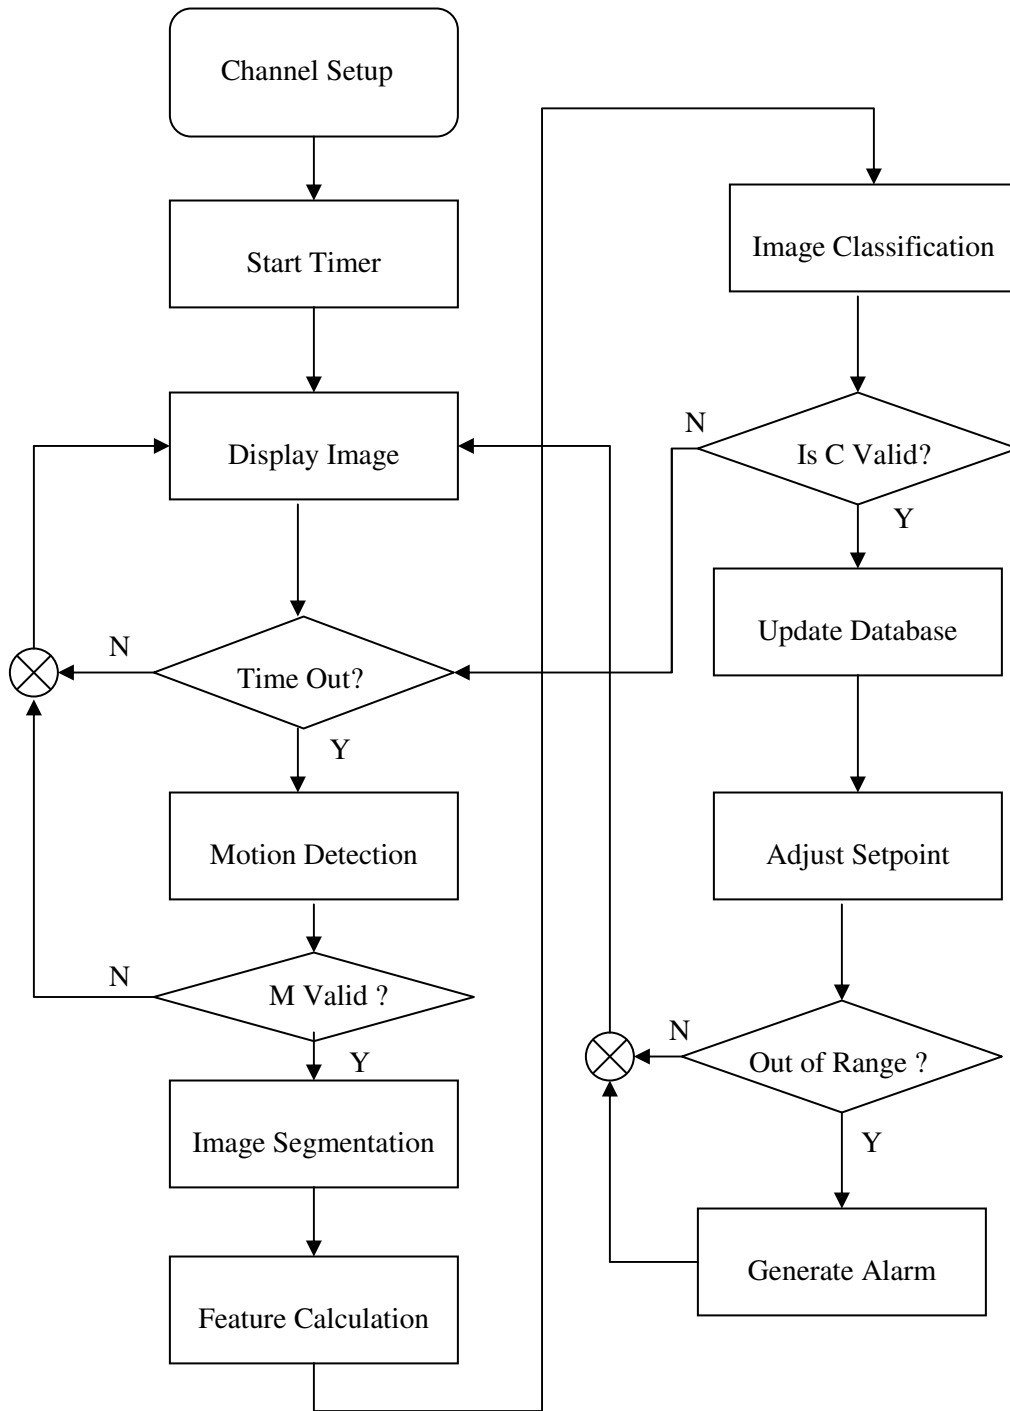 Channel Setup
Start Timer
Display Image
N
Time Out?
Y
Motion Detection
N
M Valid ?
Y
Image Segmentation
Feature Calculation
Image Classification
N
Is C Valid?
Y
Update Database
Adjust Setpoint
N
Out of Range ?
Y
Generate Alarm